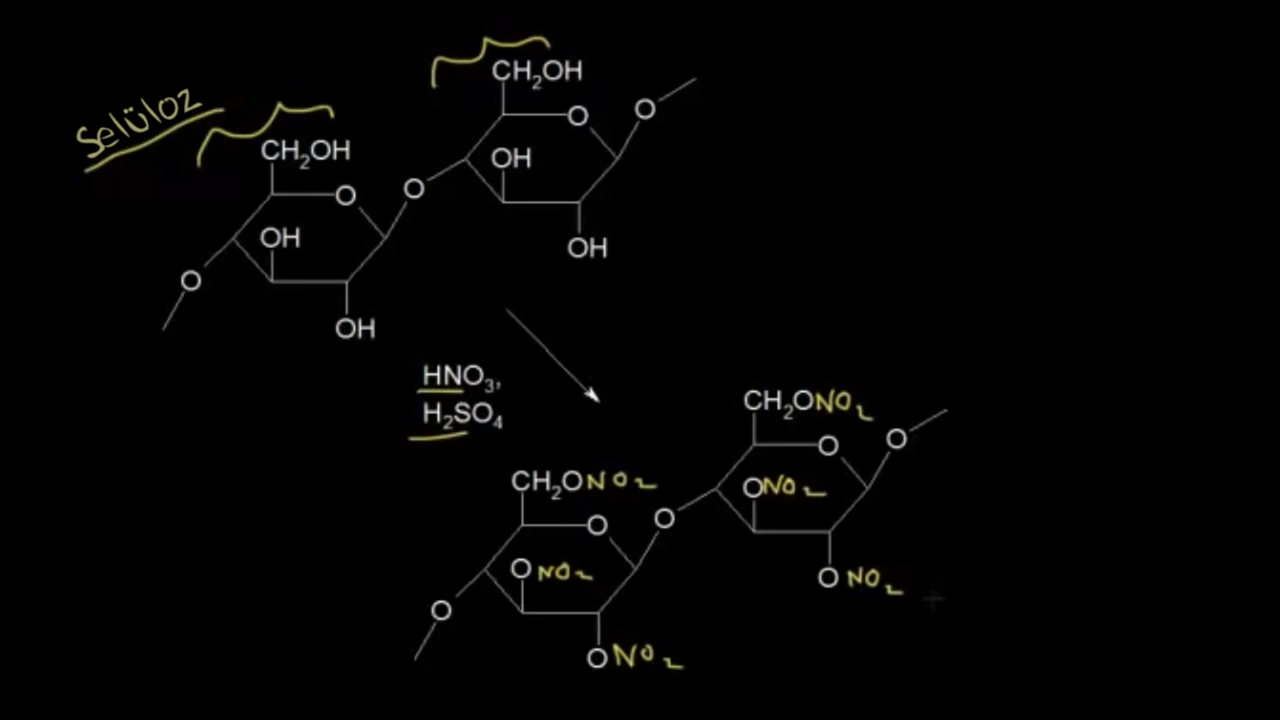 Selüloz
CH₂OH
O
O
OH
OH
CH₂OH
O
O
OH
O
OH
HNO₃,
H₂SO₄
CH₂ONO₂
O
O
ONO₂
ONO₂
CH₂ONO₂
O
O
ONO₂
O
ONO₂